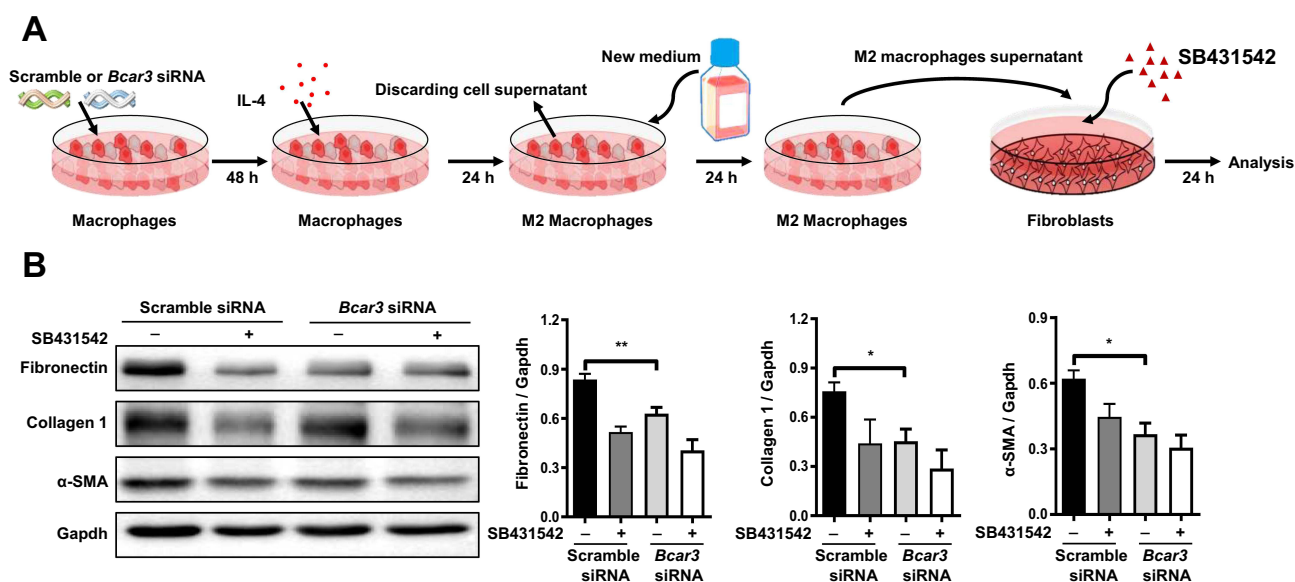 A
Scramble or Bcar3 siRNA
IL-4
Discarding cell supernatant
New medium
M2 macrophages supernatant
SB431542
48 h
24 h
24 h
24 h
Analysis
Macrophages
Macrophages
M2 Macrophages
M2 Macrophages
Fibroblasts
B
Scramble siRNA
Bcar3 siRNA
SB431542 – + – +
Fibronectin
Collagen 1
α-SMA
Gapdh
Fibronectin / Gapdh
1.2
0.9
0.6
0.3
0.0
**
SB431542 – + – +
Scramble Bcar3
siRNA siRNA
Collagen 1 / Gapdh
1.2
0.9
0.6
0.3
0.0
*
SB431542 – + – +
Scramble Bcar3
siRNA siRNA
α-SMA / Gapdh
0.9
0.6
0.3
0.0
*
SB431542 – + – +
Scramble Bcar3
siRNA siRNA